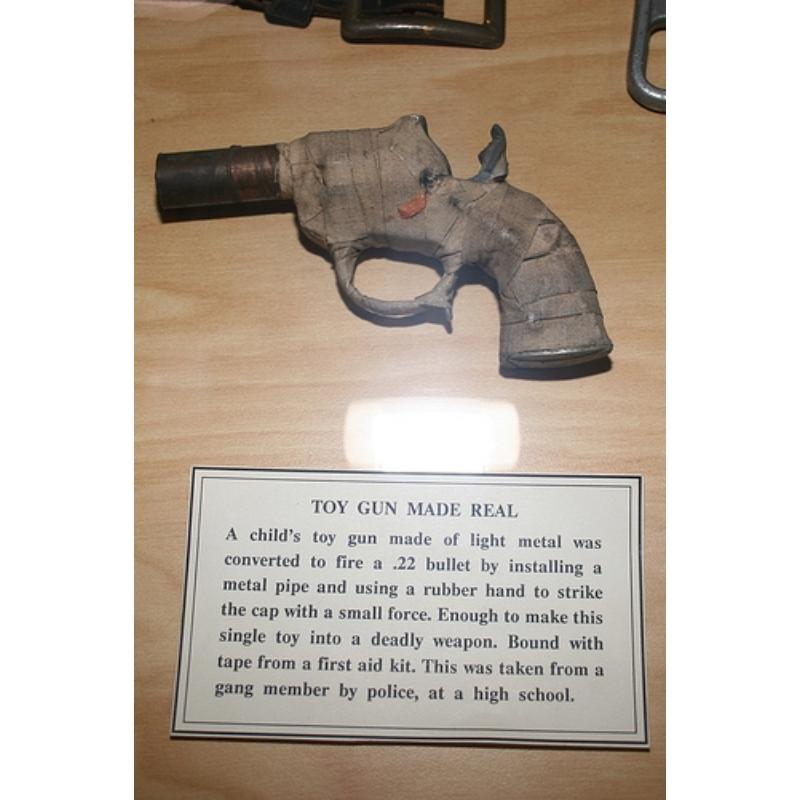 TOY GUN MADE REAL
A child's toy gun made of light metal was
converted to fire a .22 bullet by installing a
metal pipe and using a rubber hand to strike
the cap with a small force. Enough to make this
single toy into a deadly weapon. Bound with
tape from a first aid kit. This was taken from a
gang member by police, at a high school.